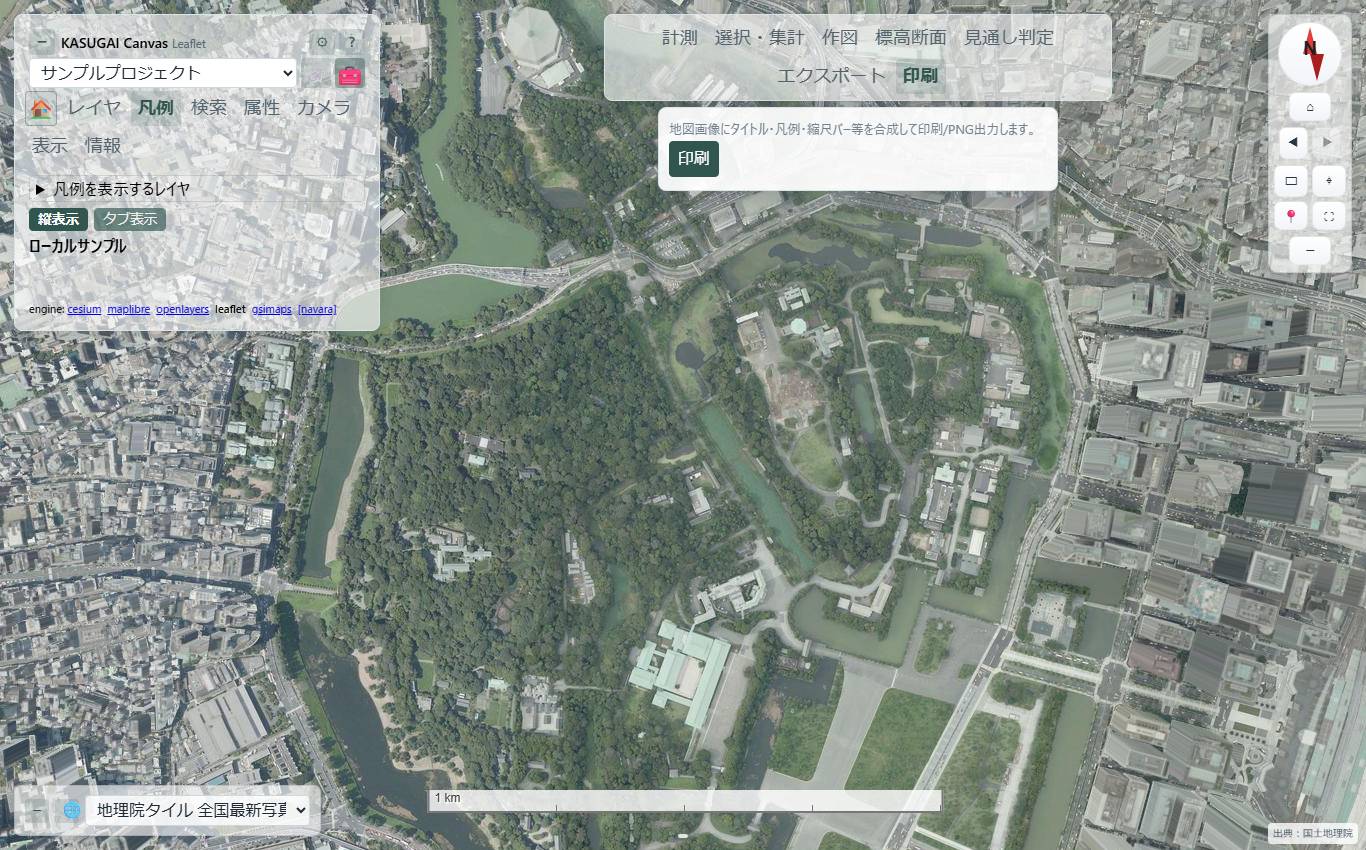 − KASUGAI Canvas Leaflet ⚙ ?
サンプルプロジェクト
レイヤ 凡例 検索 属性 カメラ
表示 情報
▶ 凡例を表示するレイヤ
縦表示 タブ表示
ローカルサンプル
engine: cesium maplibre openlayers leaflet gsimaps [navara]
計測 選択・集計 作図 標高断面 見通し判定
エクスポート 印刷
地図画像にタイトル・凡例・縮尺バー等を合成して印刷/PNG出力します。
印刷
N
− 地理院タイル 全国最新写真
1 km
出典：国土地理院